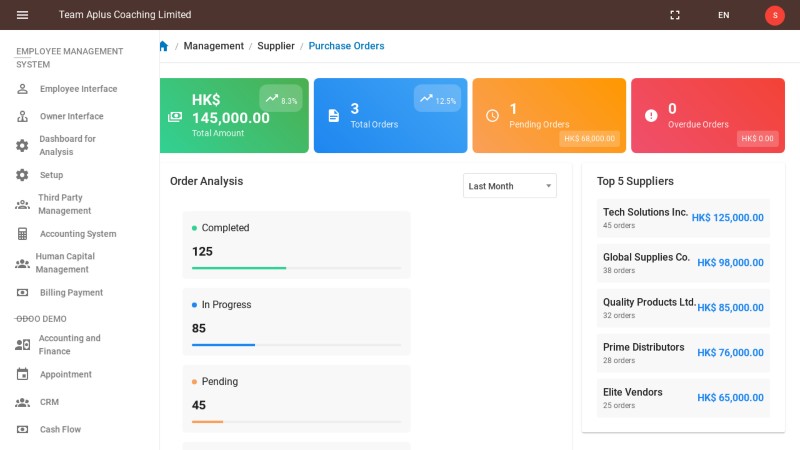 Team Aplus Coaching Limited
EN
S
EMPLOYEE MANAGEMENT
SYSTEM
Employee Interface
Owner Interface
Dashboard for
Analysis
Setup
Third Party
Management
Accounting System
Human Capital
Management
Billing Payment
ODOO DEMO
Accounting and
Finance
Appointment
CRM
Cash Flow
/ Management / Supplier / Purchase Orders
HK$
145,000.00
Total Amount
8.3%
3
Total Orders
12.5%
1
Pending Orders
HK$ 68,000.00
0
Overdue Orders
HK$ 0.00
Order Analysis
Last Month
Completed
125
In Progress
85
Pending
45
Top 5 Suppliers
Tech Solutions Inc. HK$ 125,000.00
45 orders
Global Supplies Co. HK$ 98,000.00
38 orders
Quality Products Ltd. HK$ 85,000.00
32 orders
Prime Distributors HK$ 76,000.00
28 orders
Elite Vendors HK$ 65,000.00
25 orders